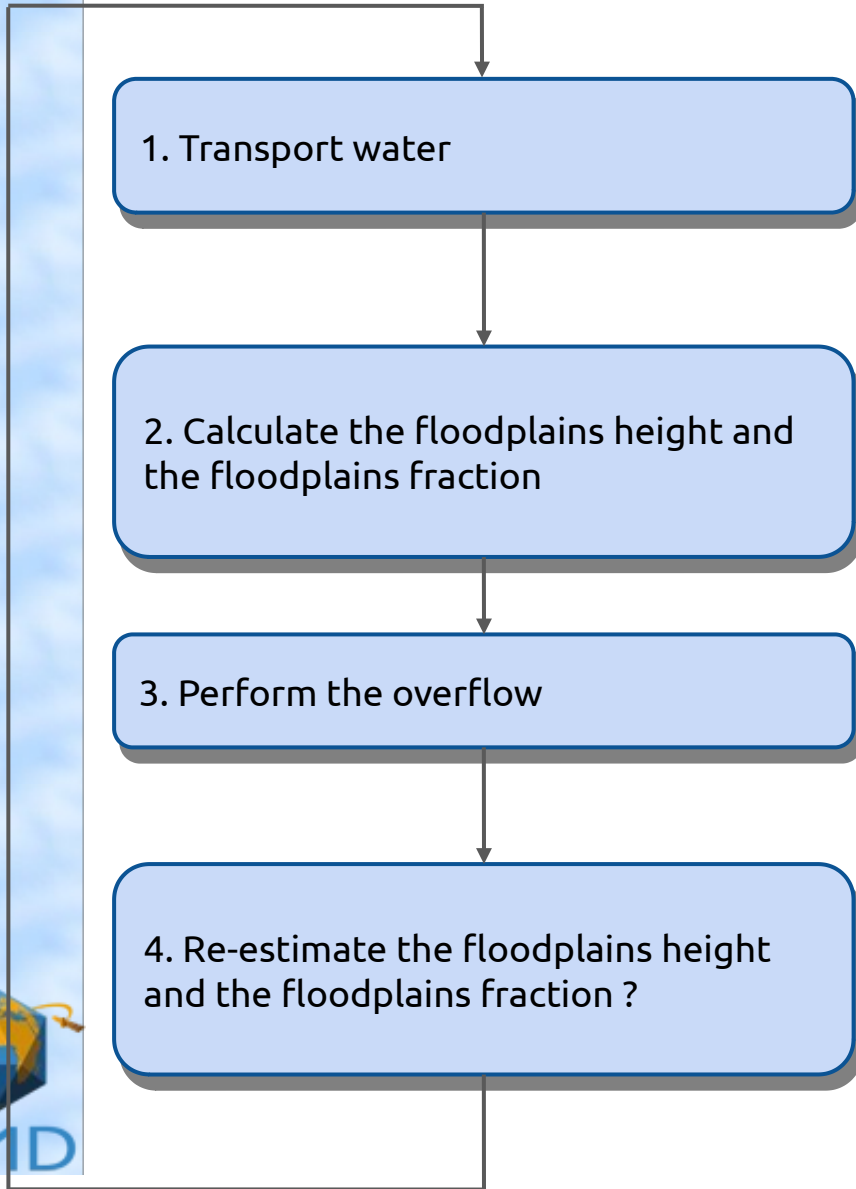 1. Transport water
2. Calculate the floodplains height and
the floodplains fraction
3. Perform the overflow
4. Re-estimate the floodplains height
and the floodplains fraction ?